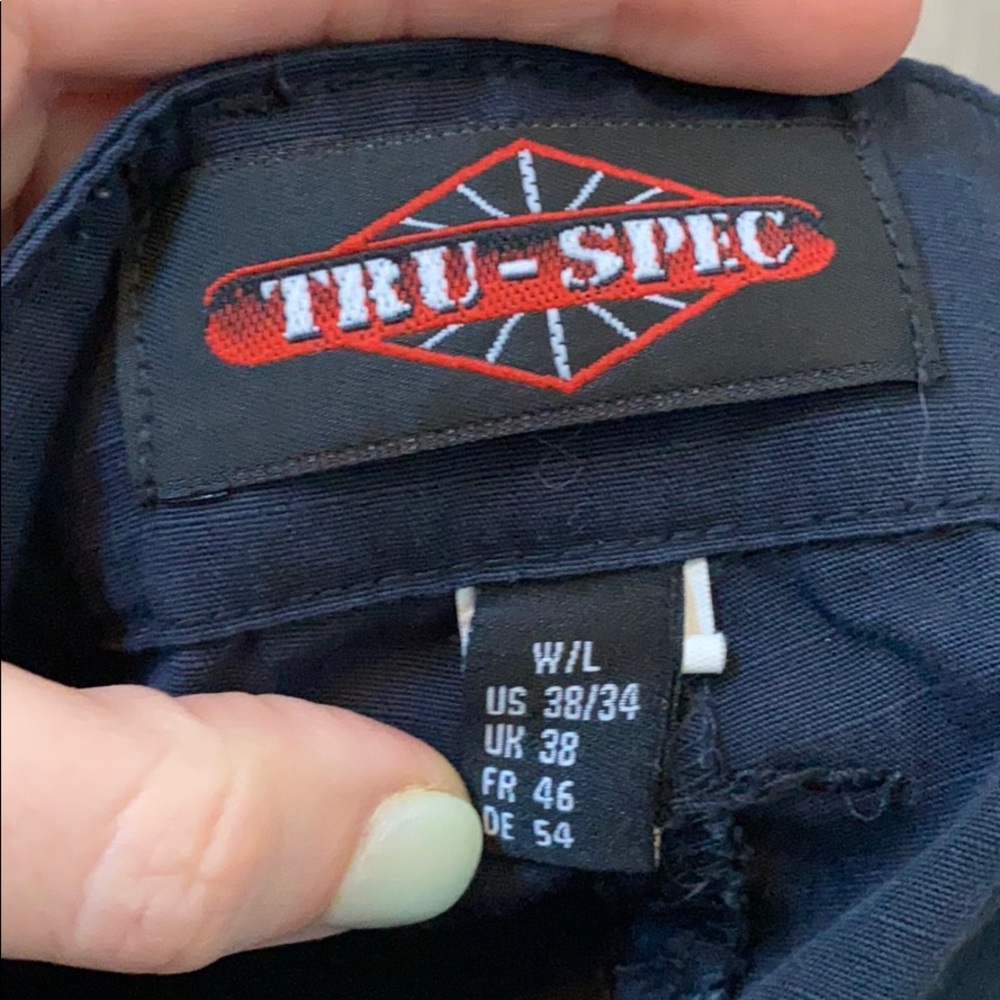 TRU-SPEC
W/L
US 38/34
UK 38
FR 46
DE 54